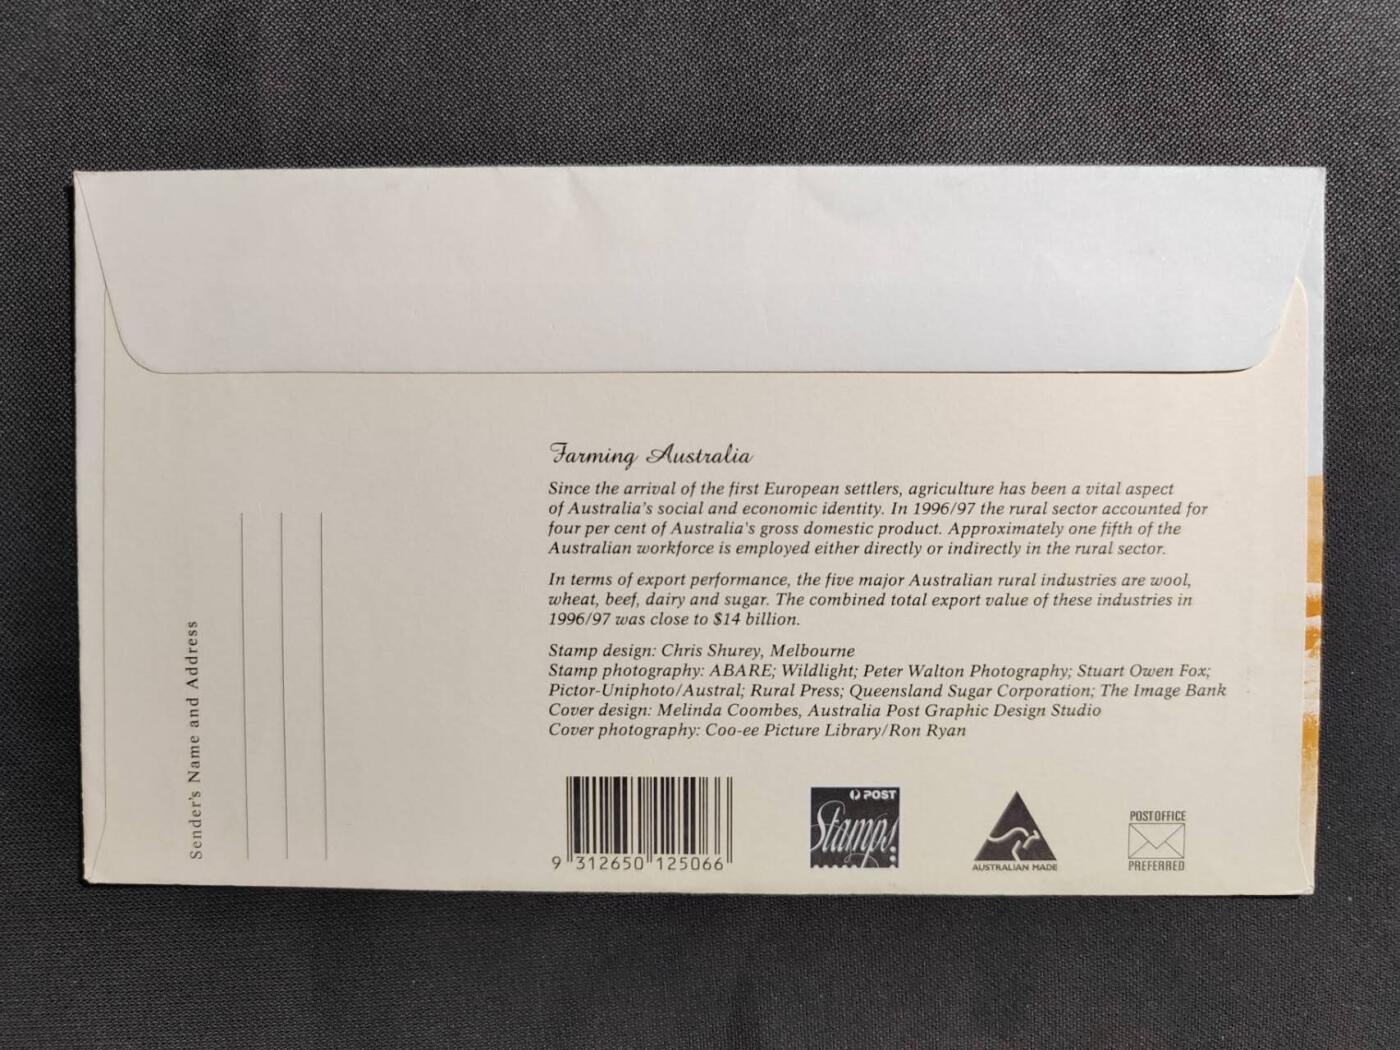 Farming Australia
Since the arrival of the first European settlers, agriculture has been a vital aspect
of Australia's social and economic identity. In 1996/97 the rural sector accounted for
four per cent of Australia's gross domestic product. Approximately one fifth of the
Australian workforce is employed either directly or indirectly in the rural sector.
In terms of export performance, the five major Australian rural industries are wool,
wheat, beef, dairy and sugar. The combined total export value of these industries in
1996/97 was close to $14 billion.
Stamp design: Chris Shurey, Melbourne
Stamp photography: ABARE; Wildlight; Peter Walton Photography; Stuart Owen Fox;
Pictor-Uniphoto/Austral; Rural Press; Queensland Sugar Corporation; The Image Bank
Cover design: Melinda Coombes, Australia Post Graphic Design Studio
Cover photography: Coo-ee Picture Library/Ron Ryan
Sender's Name and Address
9 312650 125066
POST
Stamps!
AUSTRALIAN MADE
POST OFFICE
PREFERRED